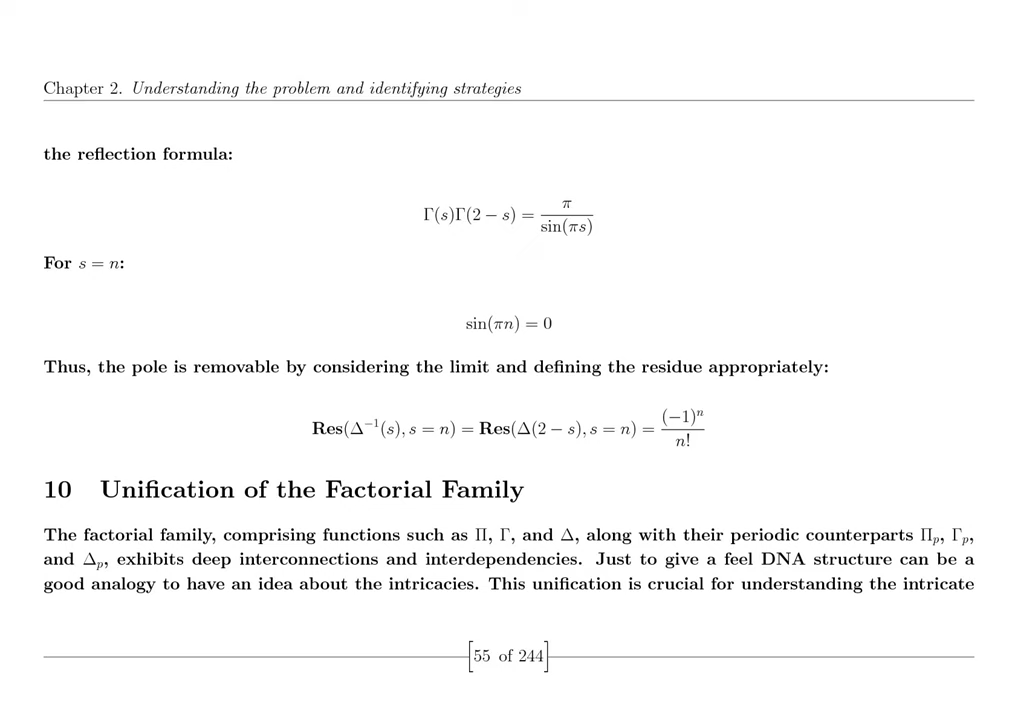 Chapter 2. Understanding the problem and identifying strategies
the reflection formula:
Γ(s)Γ(2 − s) = π / sin(πs)
For s = n:
sin(πn) = 0
Thus, the pole is removable by considering the limit and defining the residue appropriately:
Res(Δ⁻¹(s), s = n) = Res(Δ(2 − s), s = n) = (−1)ⁿ / n!
10 Unification of the Factorial Family
The factorial family, comprising functions such as Π, Γ, and Δ, along with their periodic counterparts Πₚ, Γₚ,
and Δₚ, exhibits deep interconnections and interdependencies. Just to give a feel DNA structure can be a
good analogy to have an idea about the intricacies. This unification is crucial for understanding the intricate
[55 of 244]